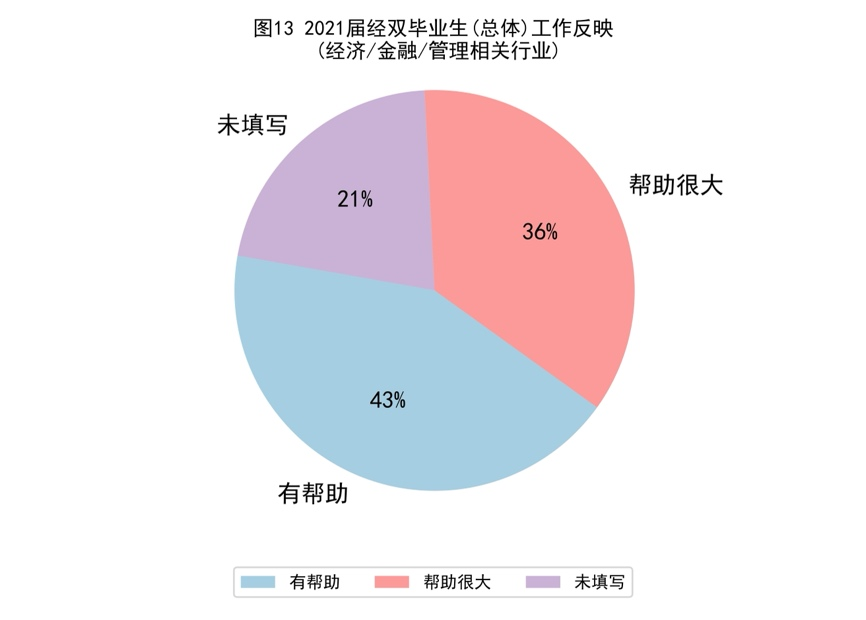 图13 2021届经双毕业生(总体)工作反映
(经济/金融/管理相关行业)
未填写
帮助很大
21%
36%
43%
有帮助
有帮助 帮助很大 未填写